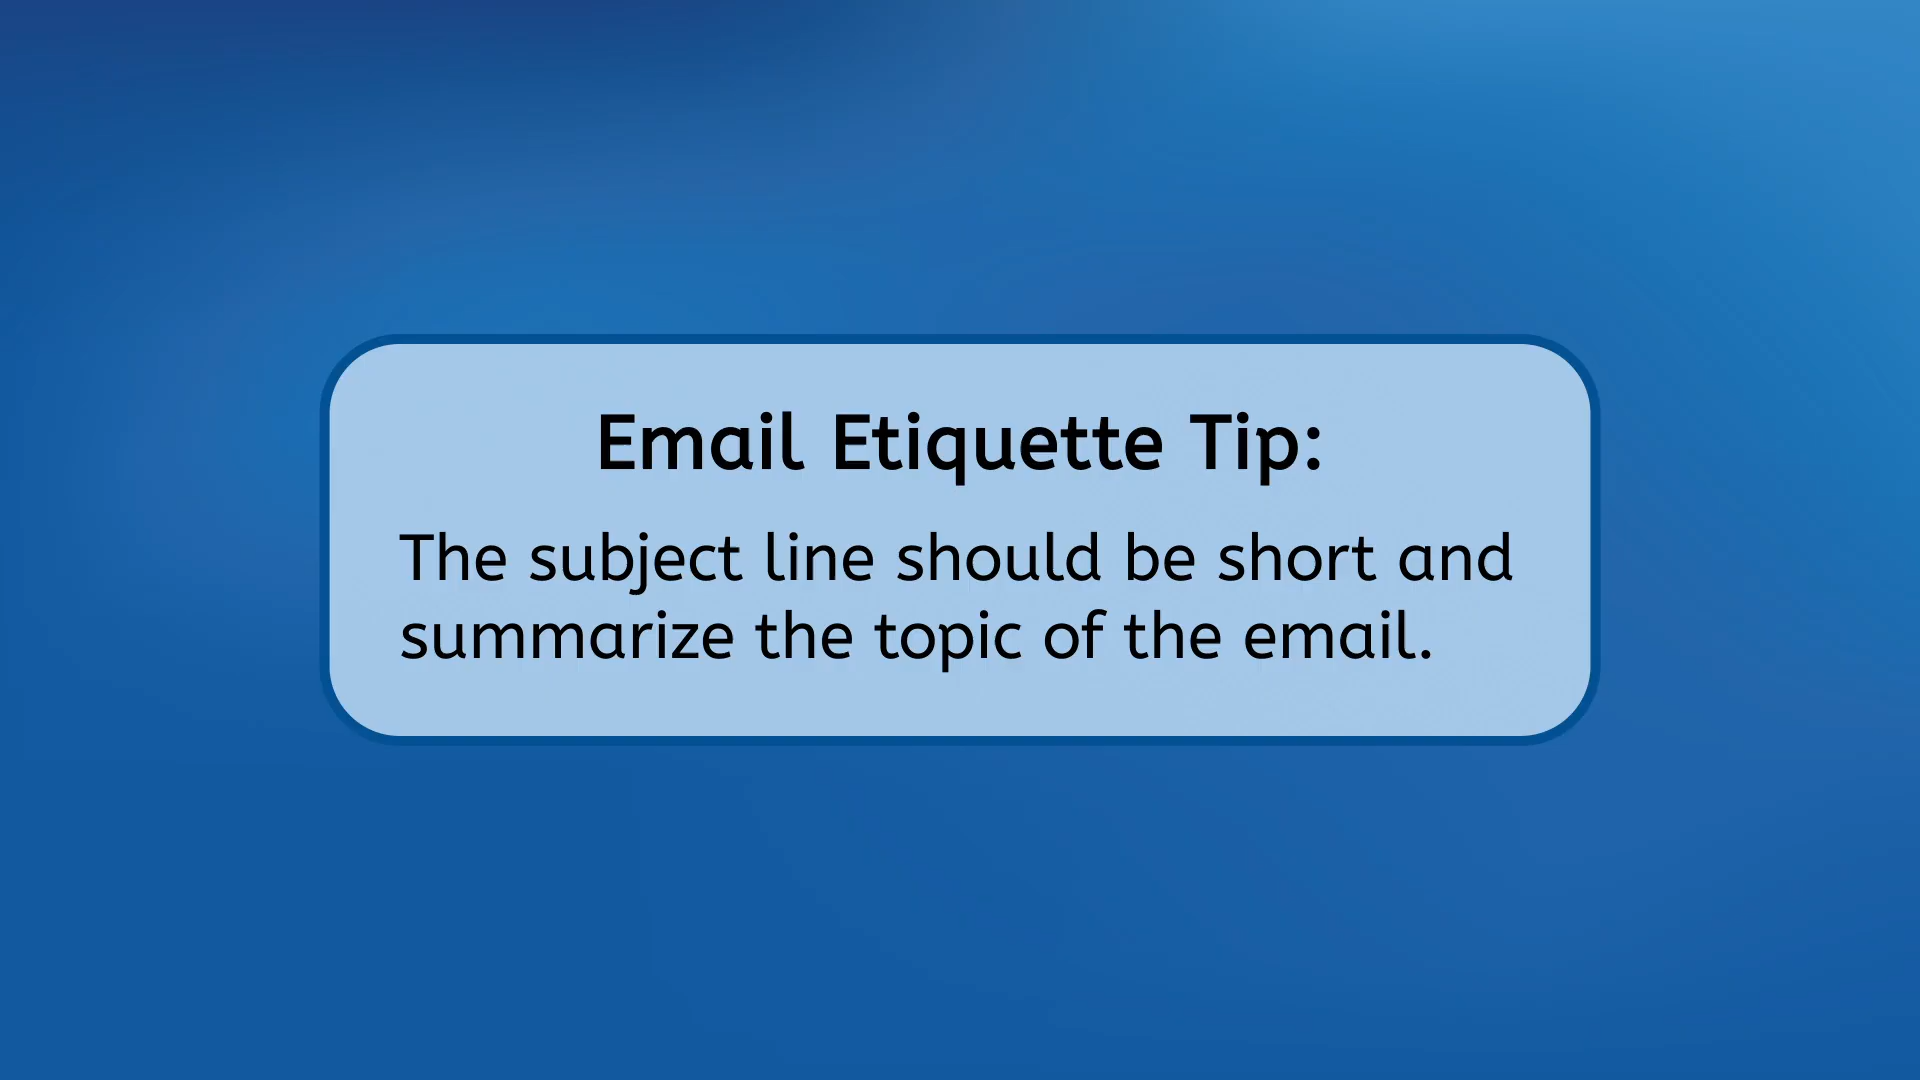 Email Etiquette Tip:
The subject line should be short and
summarize the topic of the email.